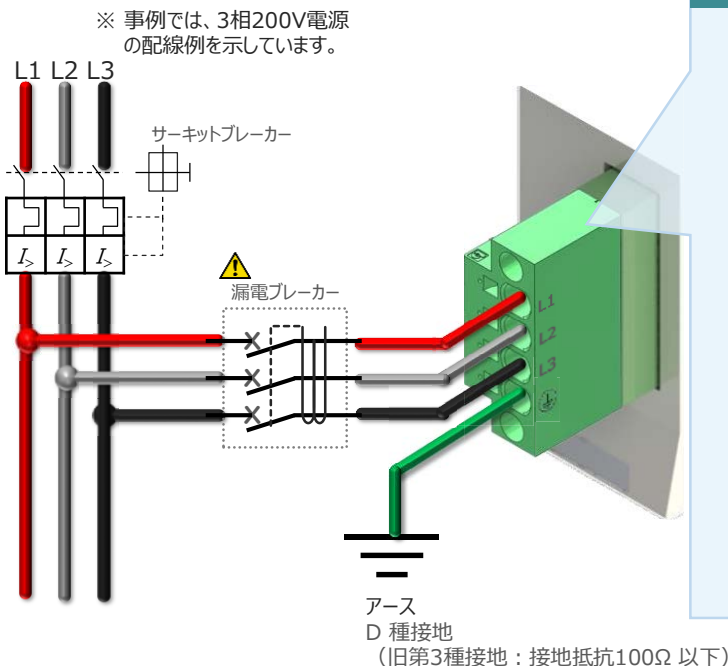 ※ 事例では、3相200V電源
の配線例を示しています。
L1 L2 L3
サーキットブレーカー
I> I> I>
漏電ブレーカー
L1
L2
L3
アース
D 種接地
（旧第3種接地：接地抵抗100Ω 以下）